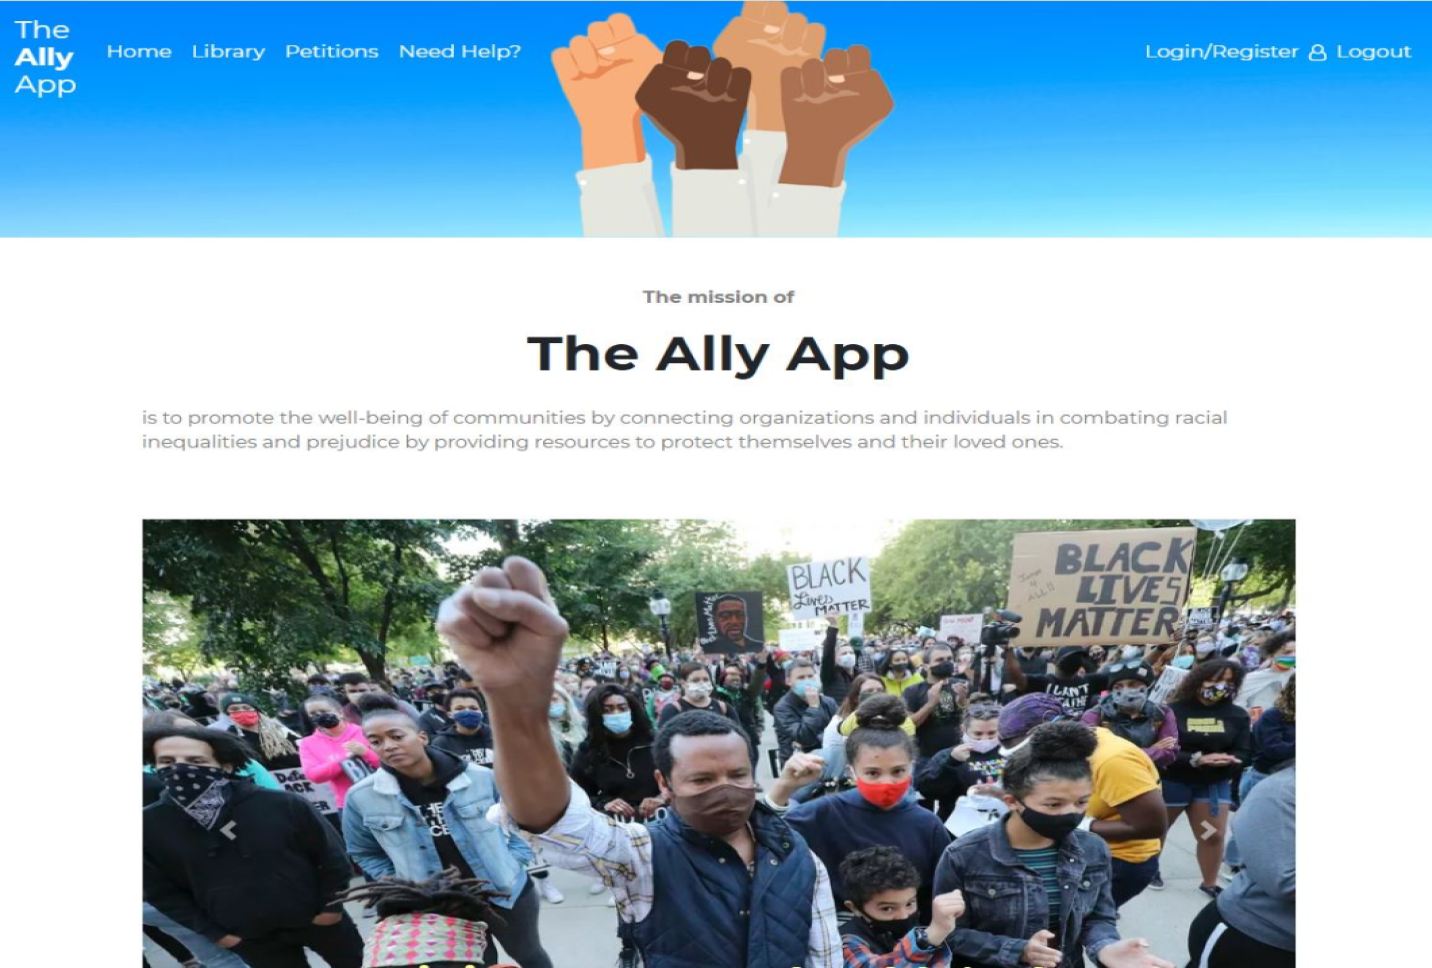 The
Ally
App
Home Library Petitions Need Help?
Login/Register Logout
The mission of
The Ally App
is to promote the well-being of communities by connecting organizations and individuals in combating racial
inequalities and prejudice by providing resources to protect themselves and their loved ones.
BLACK
Lives
MATTER
BLACK
LIVES
MATTER
I CAN'T